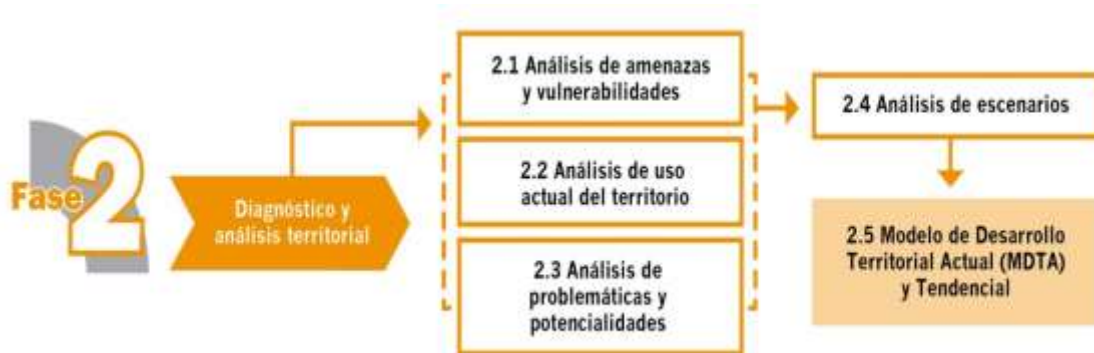 Fase 2
Diagnóstico y
análisis territorial
2.1 Análisis de amenazas
y vulnerabilidades
2.2 Análisis de uso
actual del territorio
2.3 Análisis de
problemáticas y
potencialidades
2.4 Análisis de escenarios
2.5 Modelo de Desarrollo
Territorial Actual (MDTA)
y Tendencial